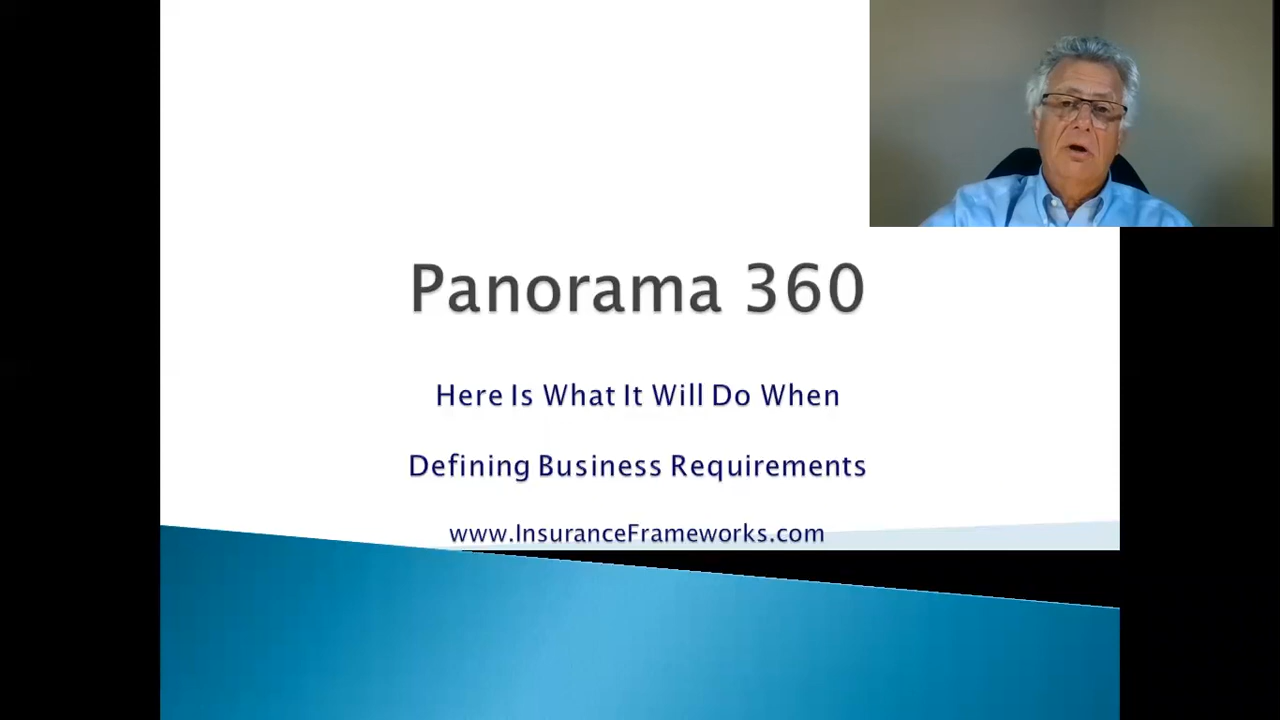 Panorama 360
Here Is What It Will Do When
Defining Business Requirements
www.InsuranceFrameworks.com